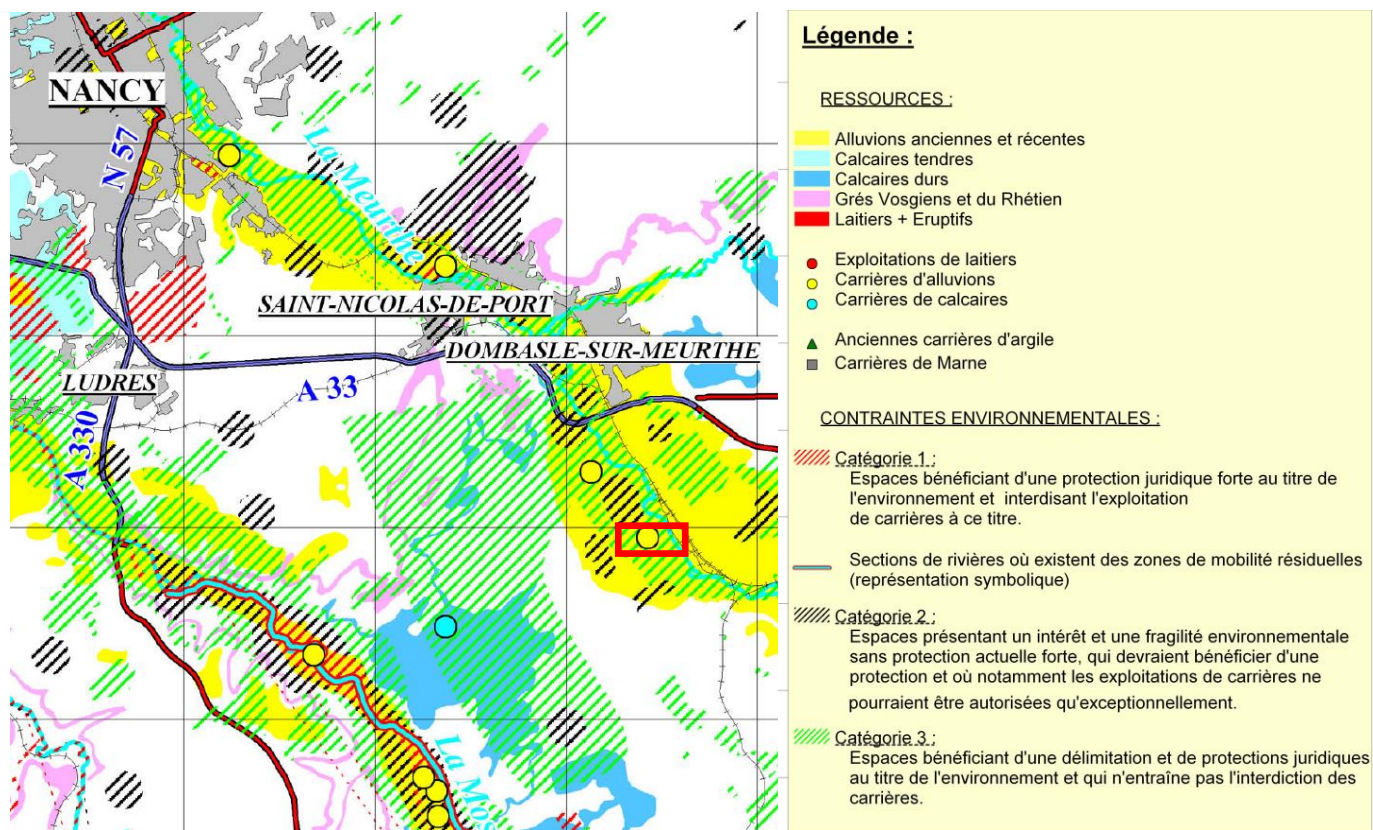 NANCY
N 57
La Meurthe
SAINT-NICOLAS-DE-PORT
DOMBASLE-SUR-MEURTHE
LUDRES
A 33
A 330
La Mos
Légende :
RESSOURCES :
Alluvions anciennes et récentes
Calcaires tendres
Calcaires durs
Grés Vosgiens et du Rhétien
Laitiers + Eruptifs
Exploitations de laitiers
Carrières d'alluvions
Carrières de calcaires
Anciennes carrières d'argile
Carrières de Marne
CONTRAINTES ENVIRONNEMENTALES :
Catégorie 1 :
Espaces bénéficiant d'une protection juridique forte au titre de
l'environnement et interdisant l'exploitation
de carrières à ce titre.
Sections de rivières où existent des zones de mobilité résiduelles
(représentation symbolique)
Catégorie 2 :
Espaces présentant un intérêt et une fragilité environnementale
sans protection actuelle forte, qui devraient bénéficier d'une
protection et où notamment les exploitations de carrières ne
pourraient être autorisées qu'exceptionnellement.
Catégorie 3 :
Espaces bénéficiant d'une délimitation et de protections juridiques
au titre de l'environnement et qui n'entraîne pas l'interdiction des
carrières.